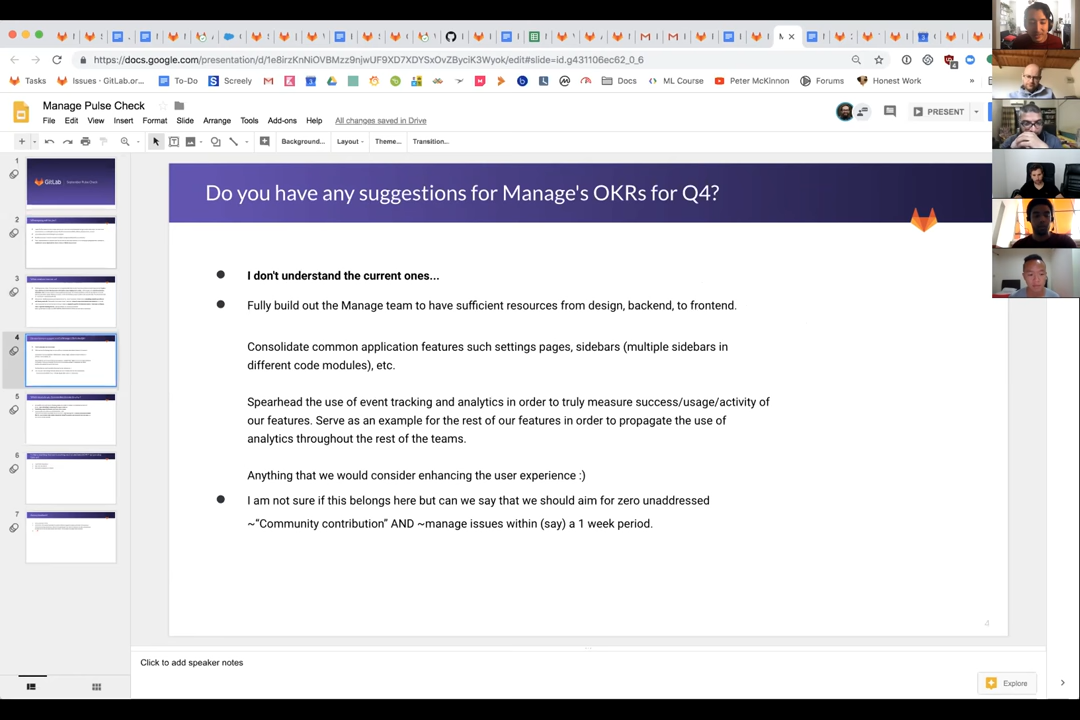 https://docs.google.com/presentation/d/1e8irzKnNiOVBMzz9njwUF9XD7XDYSxOvZByciK3Wyok/edit#slide=id.g431106ec62_0_6
Tasks
Issues · GitLab.or...
To-Do
Screely
Docs
ML Course
Peter McKinnon
Forums
Honest Work
»
Manage Pulse Check
PRESENT
File Edit View Insert Format Slide Arrange Tools Add-ons Help All changes saved in Drive
Background... Layout Theme... Transition...
1
GitLab
2
3
4
5
6
7
Do you have any suggestions for Manage's OKRs for Q4?
● I don't understand the current ones...
● Fully build out the Manage team to have sufficient resources from design, backend, to frontend.
Consolidate common application features such settings pages, sidebars (multiple sidebars in
different code modules), etc.
Spearhead the use of event tracking and analytics in order to truly measure success/usage/activity of
our features. Serve as an example for the rest of our features in order to propagate the use of
analytics throughout the rest of the teams.
Anything that we would consider enhancing the user experience :)
● I am not sure if this belongs here but can we say that we should aim for zero unaddressed
~“Community contribution” AND ~manage issues within (say) a 1 week period.
4
Click to add speaker notes
Explore